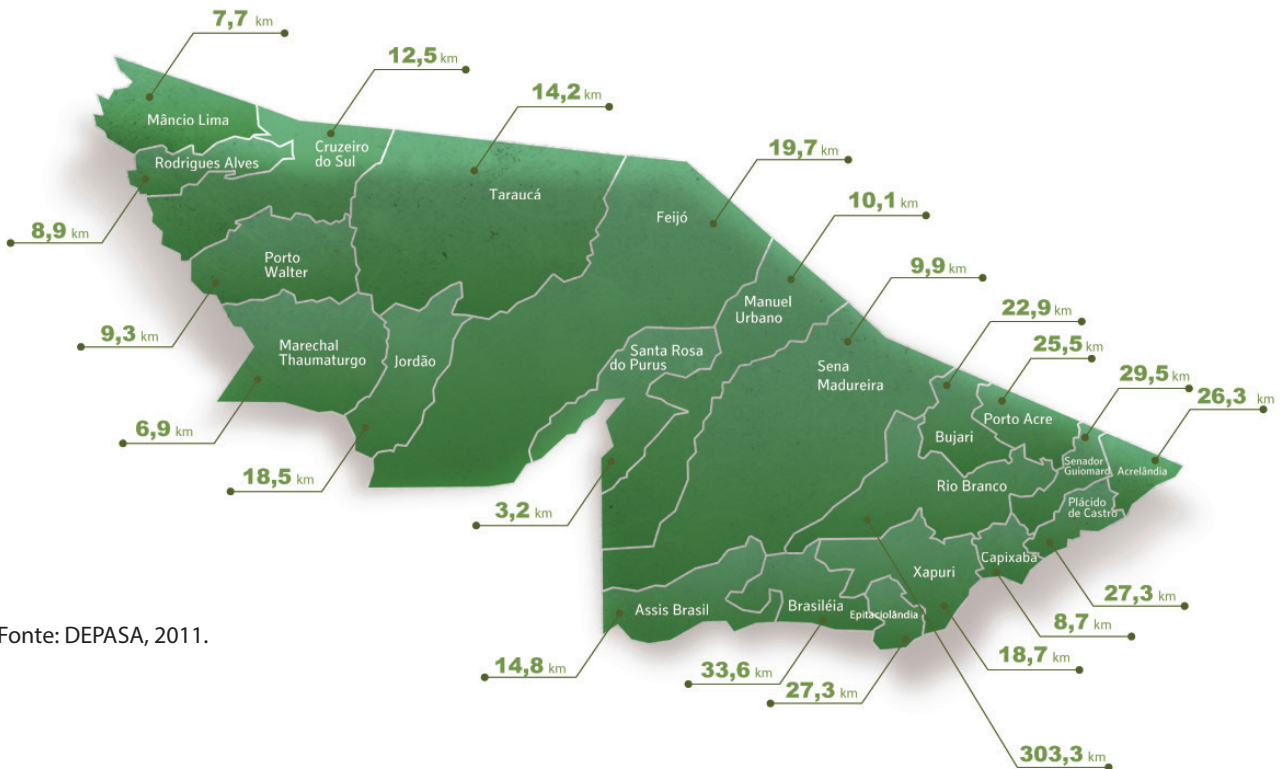 7,7 km
12,5 km
14,2 km
19,7 km
10,1 km
9,9 km
22,9 km
25,5 km
29,5 km
26,3 km
Mâncio Lima
Rodrigues Alves
Cruzeiro
do Sul
Taraucá
Feijó
8,9 km
Porto
Walter
9,3 km
Manuel
Urbano
Marechal
Thaumaturgo
Jordão
Santa Rosa
do Purus
Sena
Madureira
Porto Acre
Bujari
Senador
Guiomard
Acrelândia
Rio Branco
Plácido
de Castro
6,9 km
18,5 km
3,2 km
Capixaba
Xapuri
Assis Brasil
Brasiléia
Epitaciolândia
27,3 km
8,7 km
18,7 km
14,8 km
33,6 km
27,3 km
303,3 km
Fonte: DEPASA, 2011.